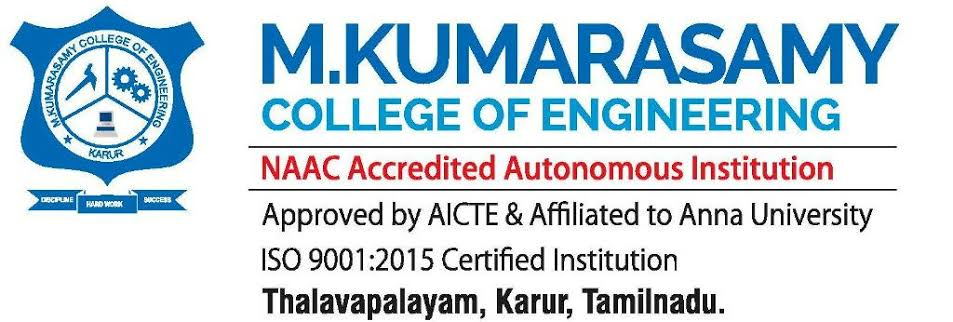 M.KUMARASAMY COLLEGE OF ENGINEERING
KARUR
DISCIPLINE
HARD WORK
SUCCESS
M.KUMARASAMY
COLLEGE OF ENGINEERING
NAAC Accredited Autonomous Institution
Approved by AICTE & Affiliated to Anna University
ISO 9001:2015 Certified Institution
Thalavapalayam, Karur, Tamilnadu.